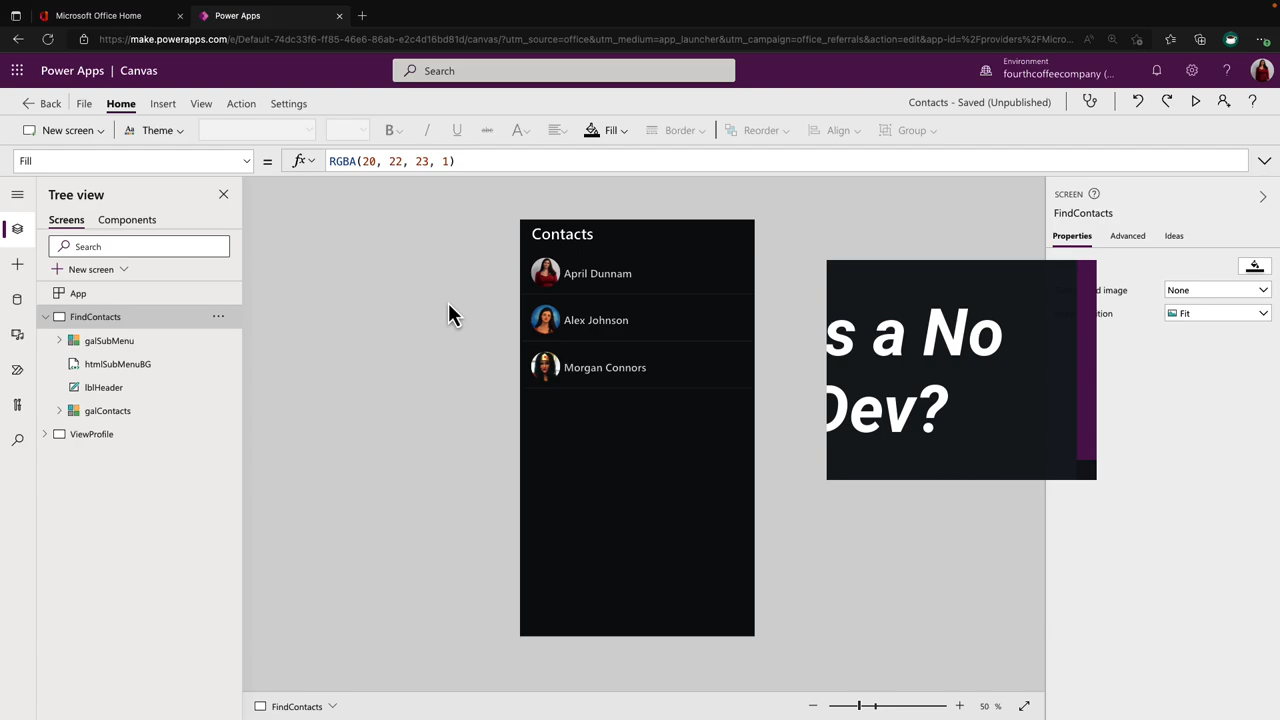 Microsoft Office Home
Power Apps
https://make.powerapps.com/e/Default-74dc33f6-ff85-46e6-86ab-e2c4d16bd81d/canvas/?utm_source=office&utm_medium=app_launcher&utm_campaign=office_referrals&action=edit&app-id=%2Fproviders%2FMicro...
Power Apps | Canvas
Search
Environment
fourthcoffeecompany (...
Back
File
Home
Insert
View
Action
Settings
Contacts - Saved (Unpublished)
New screen
Theme
B
I
U
abc
A
Fill
Border
Reorder
Align
Group
Fill
=
fx
RGBA(20, 22, 23, 1)
Tree view
Screens
Components
Search
New screen
App
FindContacts
galSubMenu
htmlSubMenuBG
lblHeader
galContacts
ViewProfile
Contacts
April Dunnam
Alex Johnson
Morgan Connors
s a No
Dev?
SCREEN
FindContacts
Properties
Advanced
Ideas
d image
None
tion
Fit
FindContacts
50 %